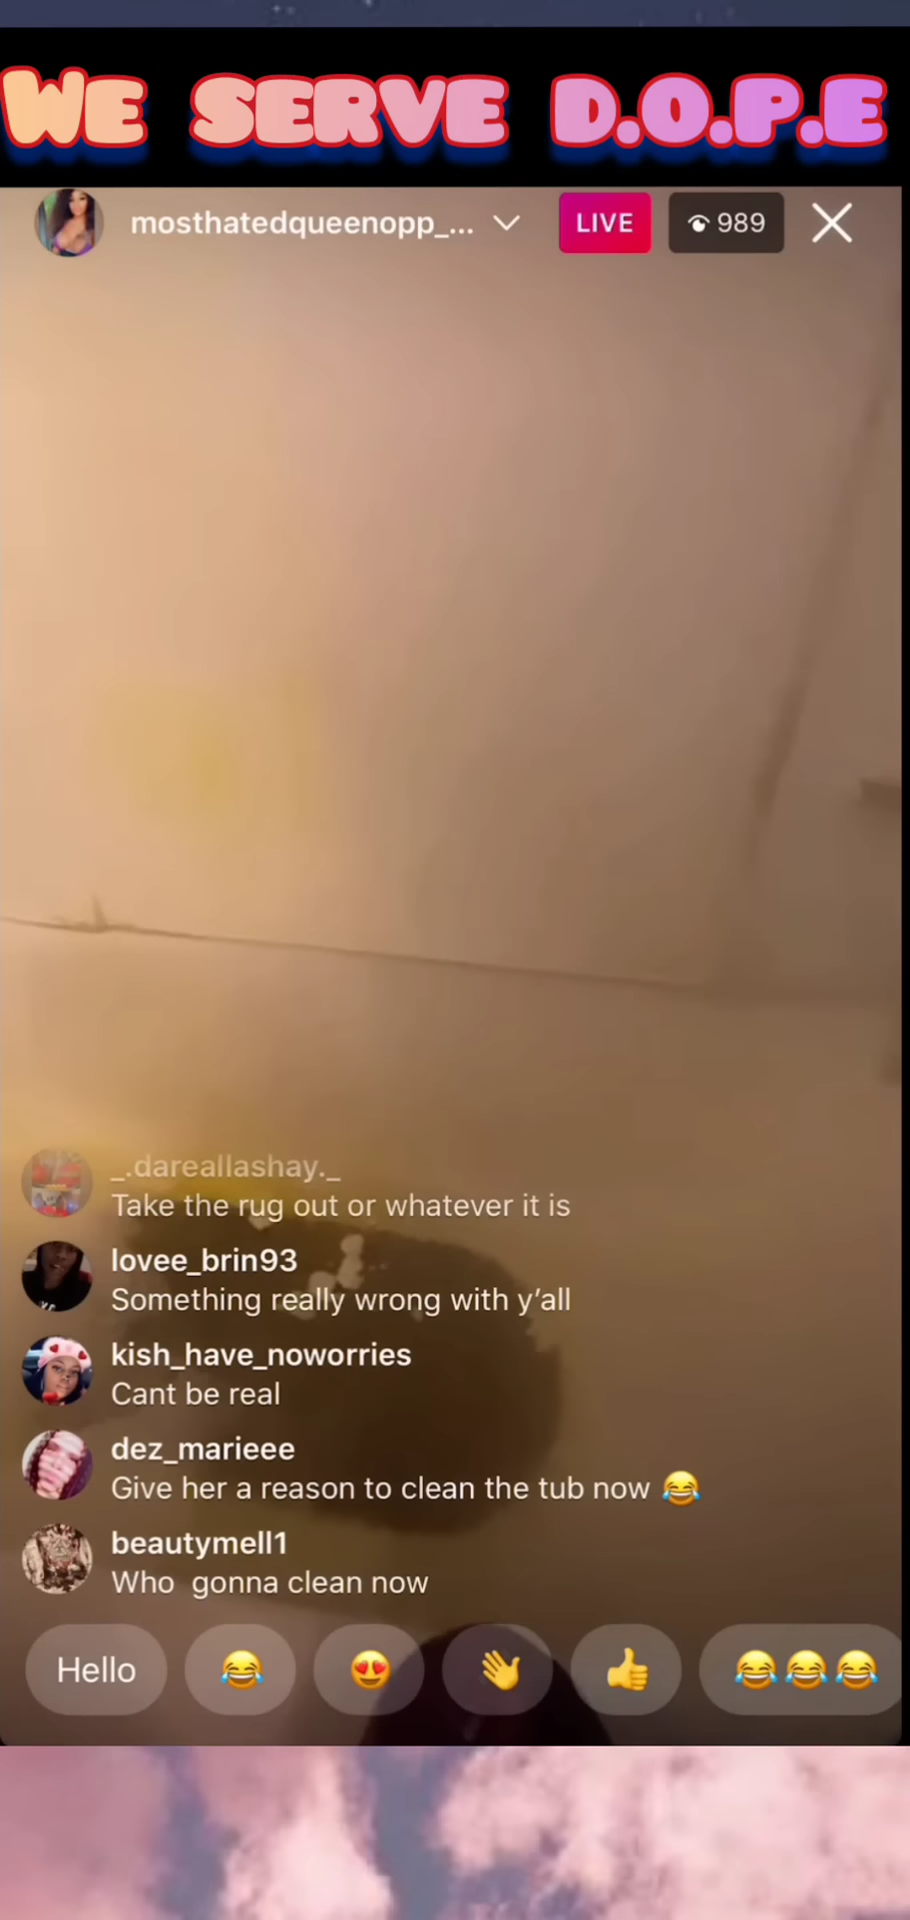 WE SERVE D.O.P.E
mosthatedqueenopp_...
LIVE
989
_.dareallashay._
Take the rug out or whatever it is
lovee_brin93
Something really wrong with y’all
kish_have_noworries
Cant be real
dez_marieee
Give her a reason to clean the tub now 😂
beautymell1
Who gonna clean now
Hello 😂 😍 👋 👍 😂😂😂